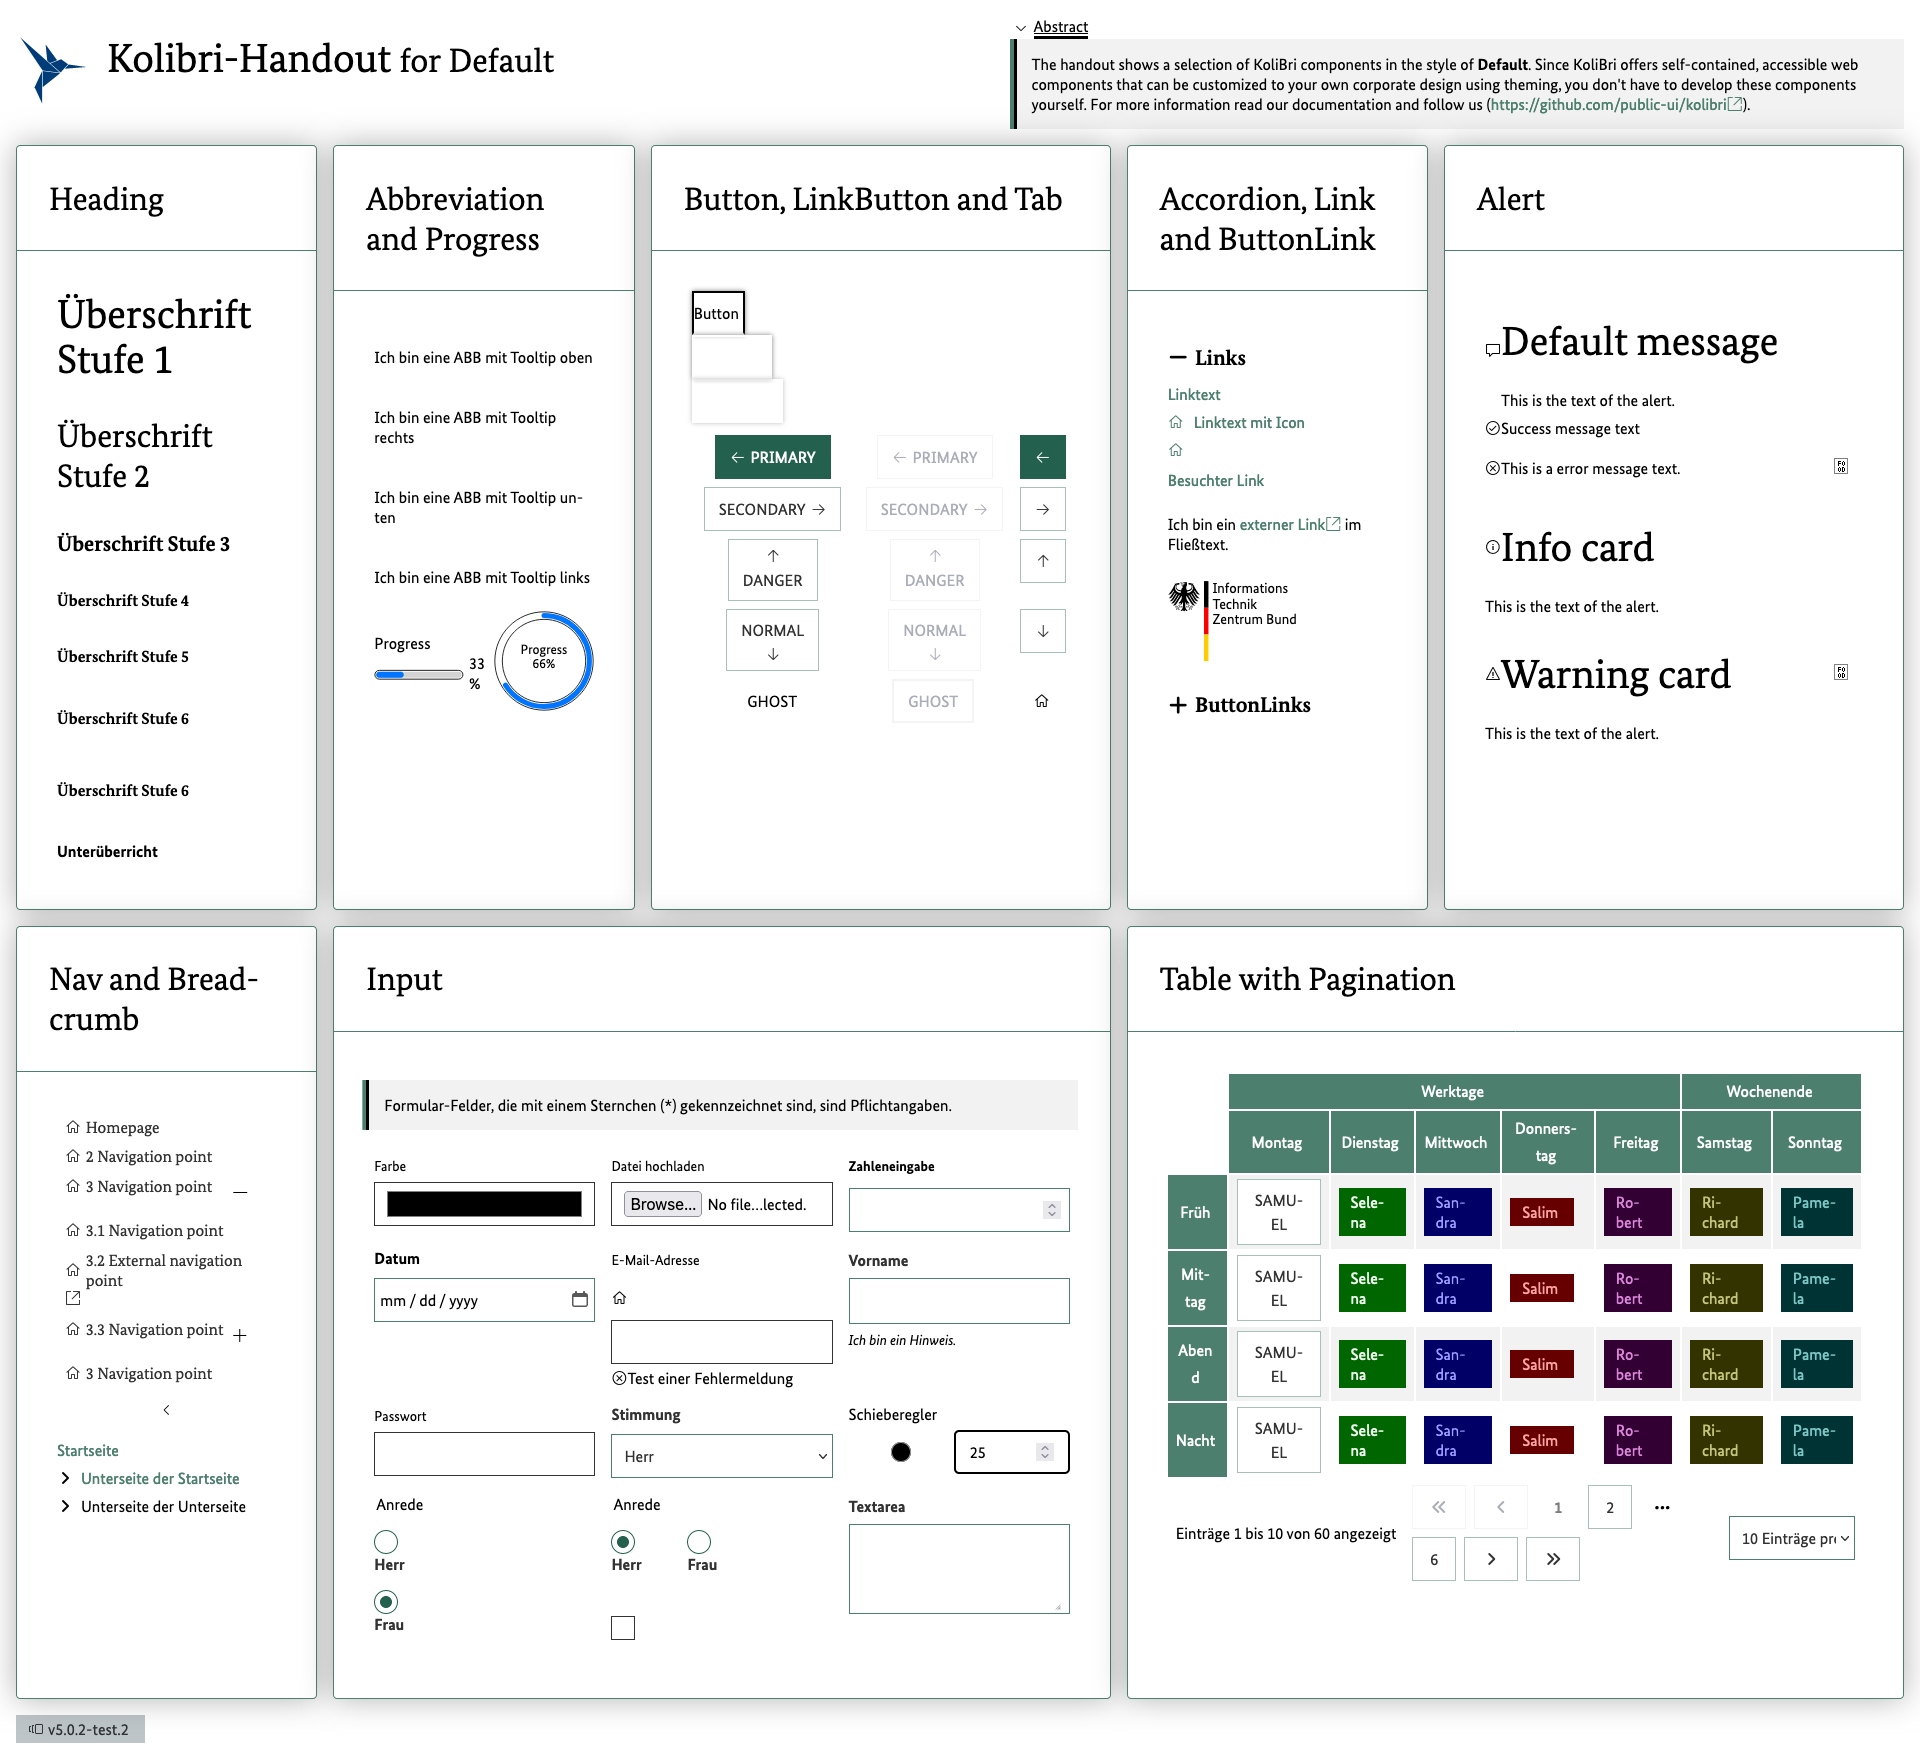 Kolibri-Handout for Default
Abstract
The handout shows a selection of KoliBri components in the style of Default. Since KoliBri offers self-contained, accessible web
components that can be customized to your own corporate design using theming, you don't have to develop these components
yourself. For more information read our documentation and follow us (https://github.com/public-ui/kolibri).
Heading
Überschrift
Stufe 1
Überschrift
Stufe 2
Überschrift Stufe 3
Überschrift Stufe 4
Überschrift Stufe 5
Überschrift Stufe 6
Überschrift Stufe 6
Unterüberricht
Abbreviation
and Progress
Ich bin eine ABB mit Tooltip oben
Ich bin eine ABB mit Tooltip
rechts
Ich bin eine ABB mit Tooltip un-
ten
Ich bin eine ABB mit Tooltip links
Progress
33
%
Progress
66%
Button, LinkButton and Tab
Button
PRIMARY PRIMARY
SECONDARY SECONDARY
DANGER DANGER
NORMAL NORMAL
GHOST GHOST
Accordion, Link
and ButtonLink
Links
Linktext
Linktext mit Icon
Besuchter Link
Ich bin ein externer Link im
Fließtext.
Informations
Technik
Zentrum Bund
ButtonLinks
Alert
Default message
This is the text of the alert.
Success message text
This is a error message text.
F0
0D
Info card
This is the text of the alert.
Warning card
F0
0D
This is the text of the alert.
Nav and Bread-
crumb
Homepage
2 Navigation point
3 Navigation point
3.1 Navigation point
3.2 External navigation
point
3.3 Navigation point
3 Navigation point
Startseite
Unterseite der Startseite
Unterseite der Unterseite
Input
Formular-Felder, die mit einem Sternchen (*) gekennzeichnet sind, sind Pflichtangaben.
Farbe
Datei hochladen
Browse... No file...lected.
Zahleneingabe
Datum
mm / dd / yyyy
E-Mail-Adresse
Test einer Fehlermeldung
Vorname
Ich bin ein Hinweis.
Passwort
Stimmung
Herr
Schieberegler
25
Anrede
Herr
Frau
Anrede
Herr Frau
Textarea
Table with Pagination
Werktage Wochenende
Montag Dienstag Mittwoch Donners-
tag Freitag Samstag Sonntag
Früh SAMU-
EL Sele-
na San-
dra Salim Ro-
bert Ri-
chard Pame-
la
Mit-
tag SAMU-
EL Sele-
na San-
dra Salim Ro-
bert Ri-
chard Pame-
la
Aben
d SAMU-
EL Sele-
na San-
dra Salim Ro-
bert Ri-
chard Pame-
la
Nacht SAMU-
EL Sele-
na San-
dra Salim Ro-
bert Ri-
chard Pame-
la
Einträge 1 bis 10 von 60 angezeigt
1 2 ...
6
10 Einträge pr
v5.0.2-test.2